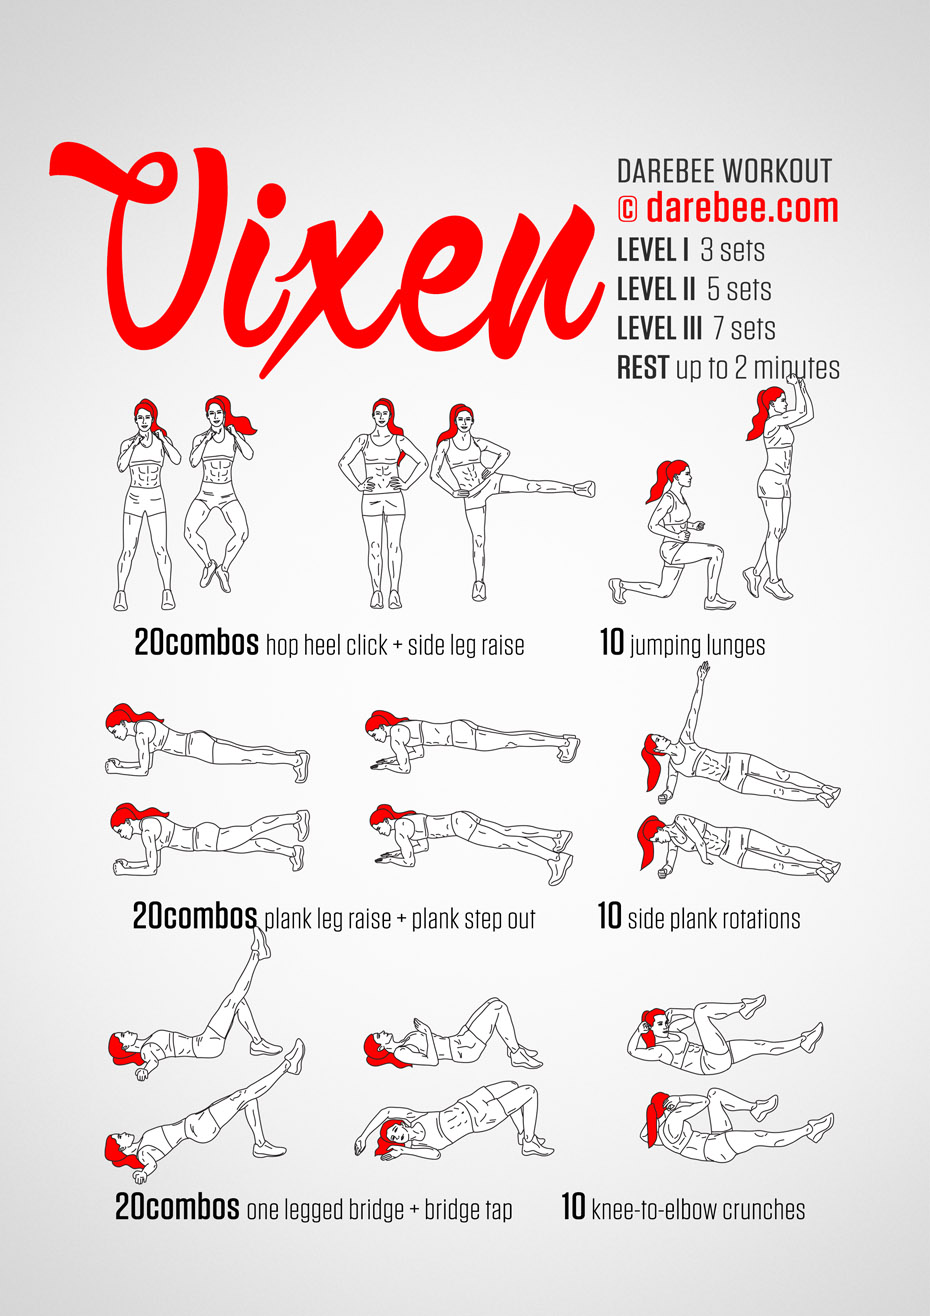 Vixen
DAREBEE WORKOUT
© darebee.com
LEVEL I 3 sets
LEVEL II 5 sets
LEVEL III 7 sets
REST up to 2 minutes
20combos hop heel click + side leg raise
10 jumping lunges
20combos plank leg raise + plank step out
10 side plank rotations
20combos one legged bridge + bridge tap
10 knee-to-elbow crunches